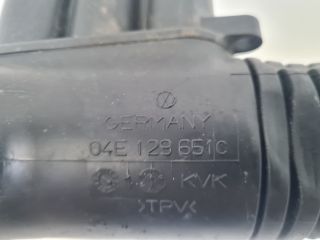 GERMANY
04E 129 651C
KVK
>TPV<